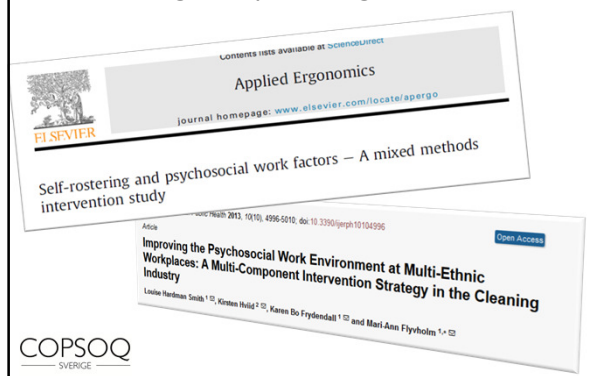 Contents lists available at ScienceDirect
Applied Ergonomics
journal homepage: www.elsevier.com/locate/apergo
ELSEVIER
Self-rostering and psychosocial work factors – A mixed methods
intervention study
Public Health 2013, 10(10), 4996-5010; doi:10.3390/ijerph10104996
Article
Open Access
Improving the Psychosocial Work Environment at Multi-Ethnic
Workplaces: A Multi-Component Intervention Strategy in the Cleaning
Industry
Louise Hardman Smith 1, Kirsten Hviid 2, Karen Bo Frydendall 1 and Mari-Ann Flyvholm 1,*
COPSOQ
SVERIGE